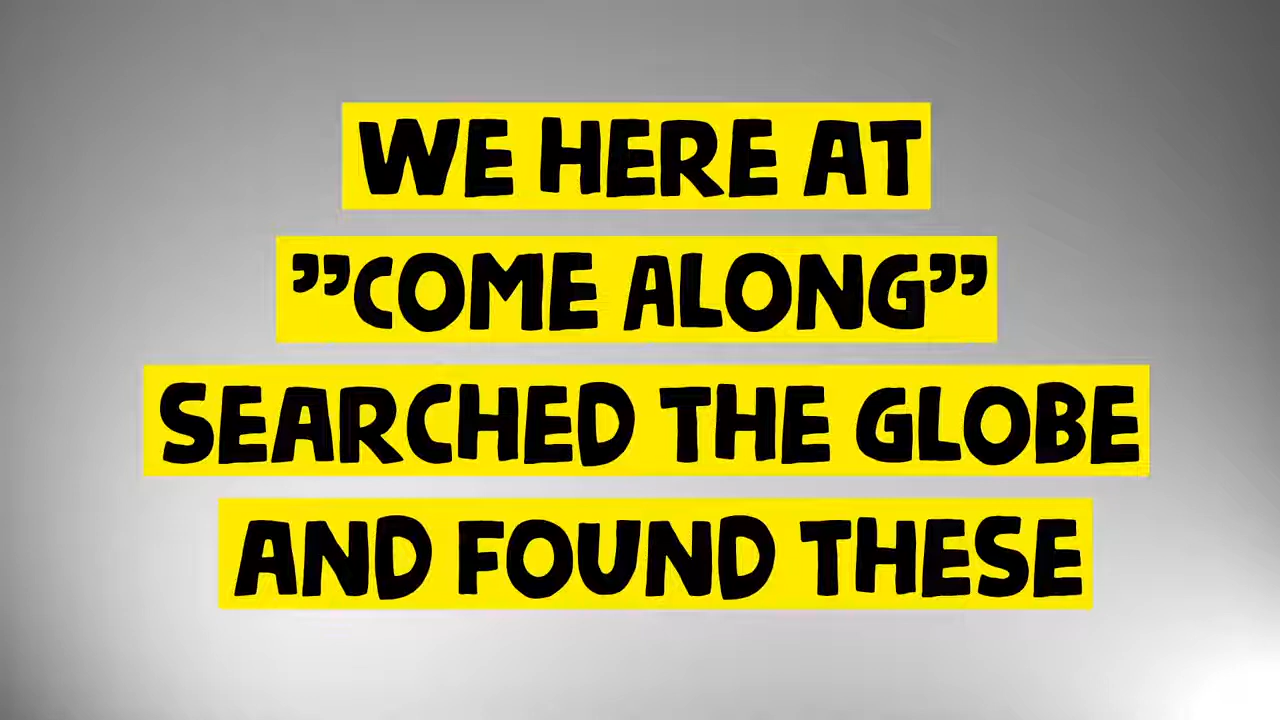 WE HERE AT
”COME ALONG”
SEARCHED THE GLOBE
AND FOUND THESE